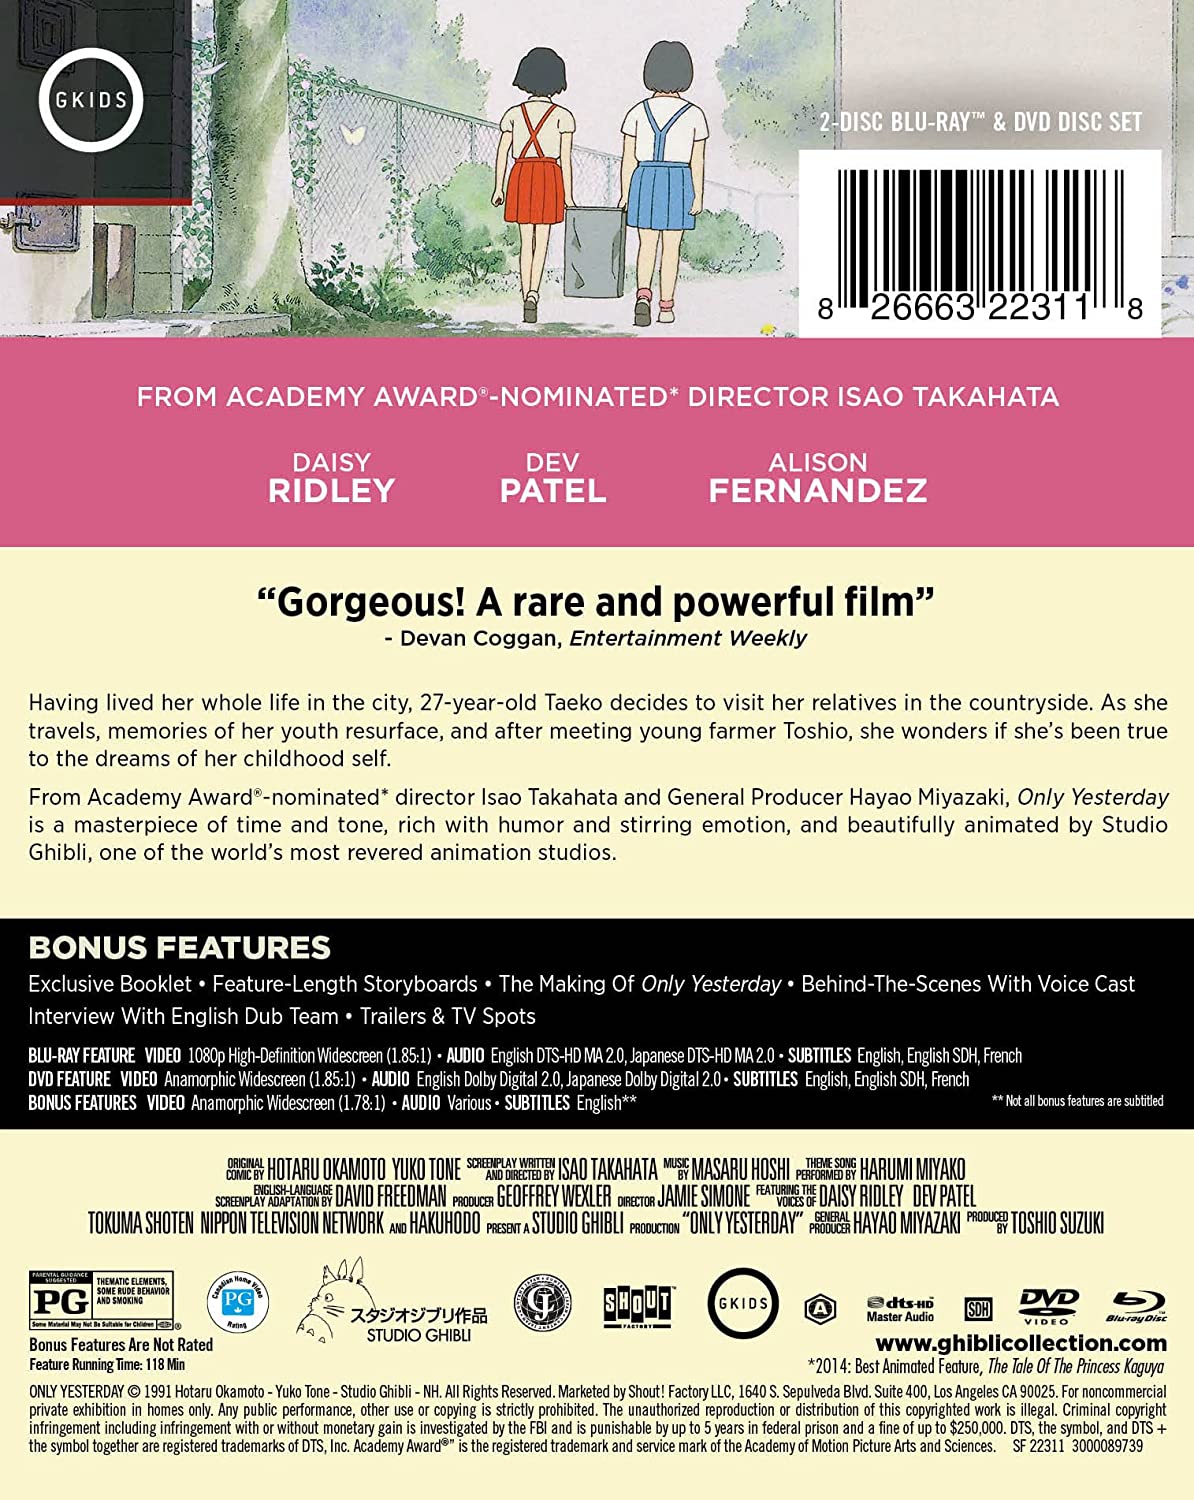 GKIDS
2-DISC BLU-RAY™ & DVD DISC SET
8 26663 22311 8
FROM ACADEMY AWARD®-NOMINATED* DIRECTOR ISAO TAKAHATA
DAISY RIDLEY
DEV PATEL
ALISON FERNANDEZ
“Gorgeous! A rare and powerful film”
- Devan Coggan, Entertainment Weekly
Having lived her whole life in the city, 27-year-old Taeko decides to visit her relatives in the countryside. As she
travels, memories of her youth resurface, and after meeting young farmer Toshio, she wonders if she’s been true
to the dreams of her childhood self.
From Academy Award®-nominated* director Isao Takahata and General Producer Hayao Miyazaki, Only Yesterday
is a masterpiece of time and tone, rich with humor and stirring emotion, and beautifully animated by Studio
Ghibli, one of the world’s most revered animation studios.
BONUS FEATURES
Exclusive Booklet • Feature-Length Storyboards • The Making Of Only Yesterday • Behind-The-Scenes With Voice Cast
Interview With English Dub Team • Trailers & TV Spots
BLU-RAY FEATURE VIDEO 1080p High-Definition Widescreen (1.85:1) • AUDIO English DTS-HD MA 2.0, Japanese DTS-HD MA 2.0 • SUBTITLES English, English SDH, French
DVD FEATURE VIDEO Anamorphic Widescreen (1.85:1) • AUDIO English Dolby Digital 2.0, Japanese Dolby Digital 2.0 • SUBTITLES English, English SDH, French
BONUS FEATURES VIDEO Anamorphic Widescreen (1.78:1) • AUDIO Various • SUBTITLES English**
** Not all bonus features are subtitled
ORIGINAL COMIC BY HOTARU OKAMOTO YUKO TONE SCREENPLAY WRITTEN AND DIRECTED BY ISAO TAKAHATA MUSIC BY MASARU HOSHI THEME SONG PERFORMED BY HARUMI MIYAKO
ENGLISH-LANGUAGE SCREENPLAY ADAPTATION BY DAVID FREEDMAN PRODUCER GEOFFREY WEXLER DIRECTOR JAMIE SIMONE FEATURING THE VOICES OF DAISY RIDLEY DEV PATEL
TOKUMA SHOTEN NIPPON TELEVISION NETWORK AND HAKUHODO PRESENT A STUDIO GHIBLI PRODUCTION “ONLY YESTERDAY” GENERAL PRODUCER HAYAO MIYAZAKI PRODUCED BY TOSHIO SUZUKI
PARENTAL GUIDANCE SUGGESTED
PG
THEMATIC ELEMENTS,
SOME RUDE BEHAVIOR
AND SMOKING
Some Material May Not Be Suitable for Children
Canadian Home Video
PG
Rating
スタジオジブリ作品
STUDIO GHIBLI
SHOUT!
FACTORY
GKIDS
A
dts-HD
Master Audio
SDH
DVD
VIDEO
Blu-ray Disc
Bonus Features Are Not Rated
Feature Running Time: 118 Min
www.ghiblicollection.com
*2014: Best Animated Feature, The Tale Of The Princess Kaguya
ONLY YESTERDAY © 1991 Hotaru Okamoto - Yuko Tone - Studio Ghibli - NH. All Rights Reserved. Marketed by Shout! Factory LLC, 1640 S. Sepulveda Blvd. Suite 400, Los Angeles CA 90025. For noncommercial
private exhibition in homes only. Any public performance, other use or copying is strictly prohibited. The unauthorized reproduction or distribution of this copyrighted work is illegal. Criminal copyright
infringement including infringement with or without monetary gain is investigated by the FBI and is punishable by up to 5 years in federal prison and a fine of up to $250,000. DTS, the symbol, and DTS +
the symbol together are registered trademarks of DTS, Inc. Academy Award®” is the registered trademark and service mark of the Academy of Motion Picture Arts and Sciences. SF 22311 3000089739